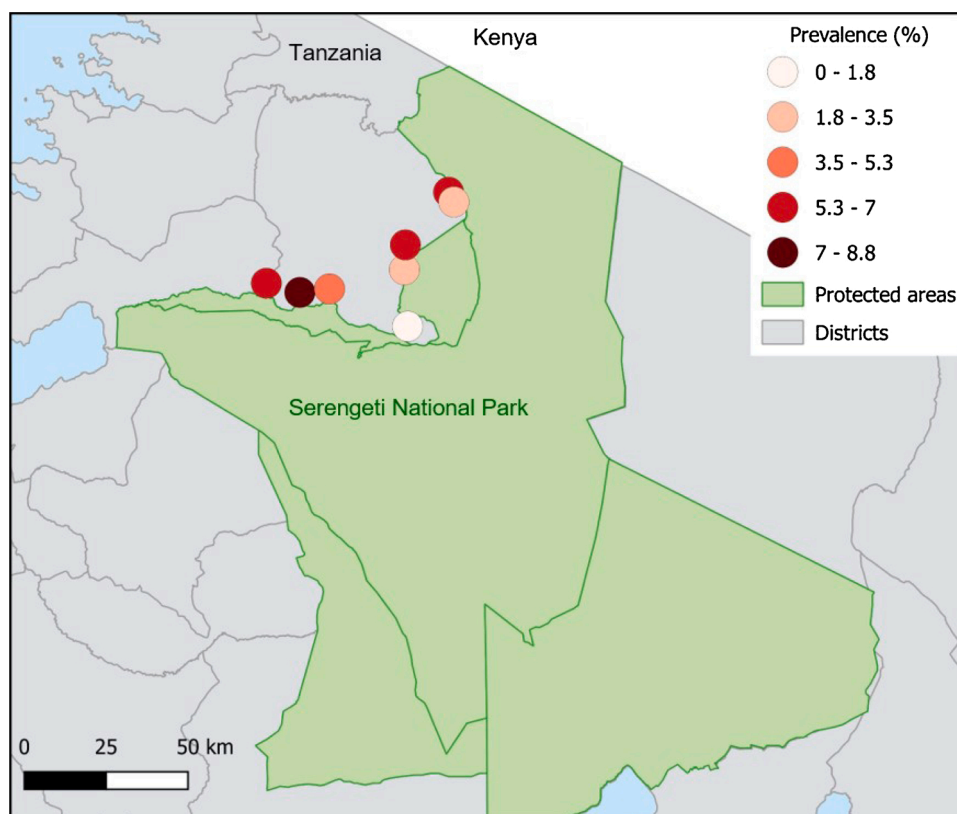 Tanzania
Kenya
Prevalence (%)
0 - 1.8
1.8 - 3.5
3.5 - 5.3
5.3 - 7
7 - 8.8
Protected areas
Districts
Serengeti National Park
0 25 50 km